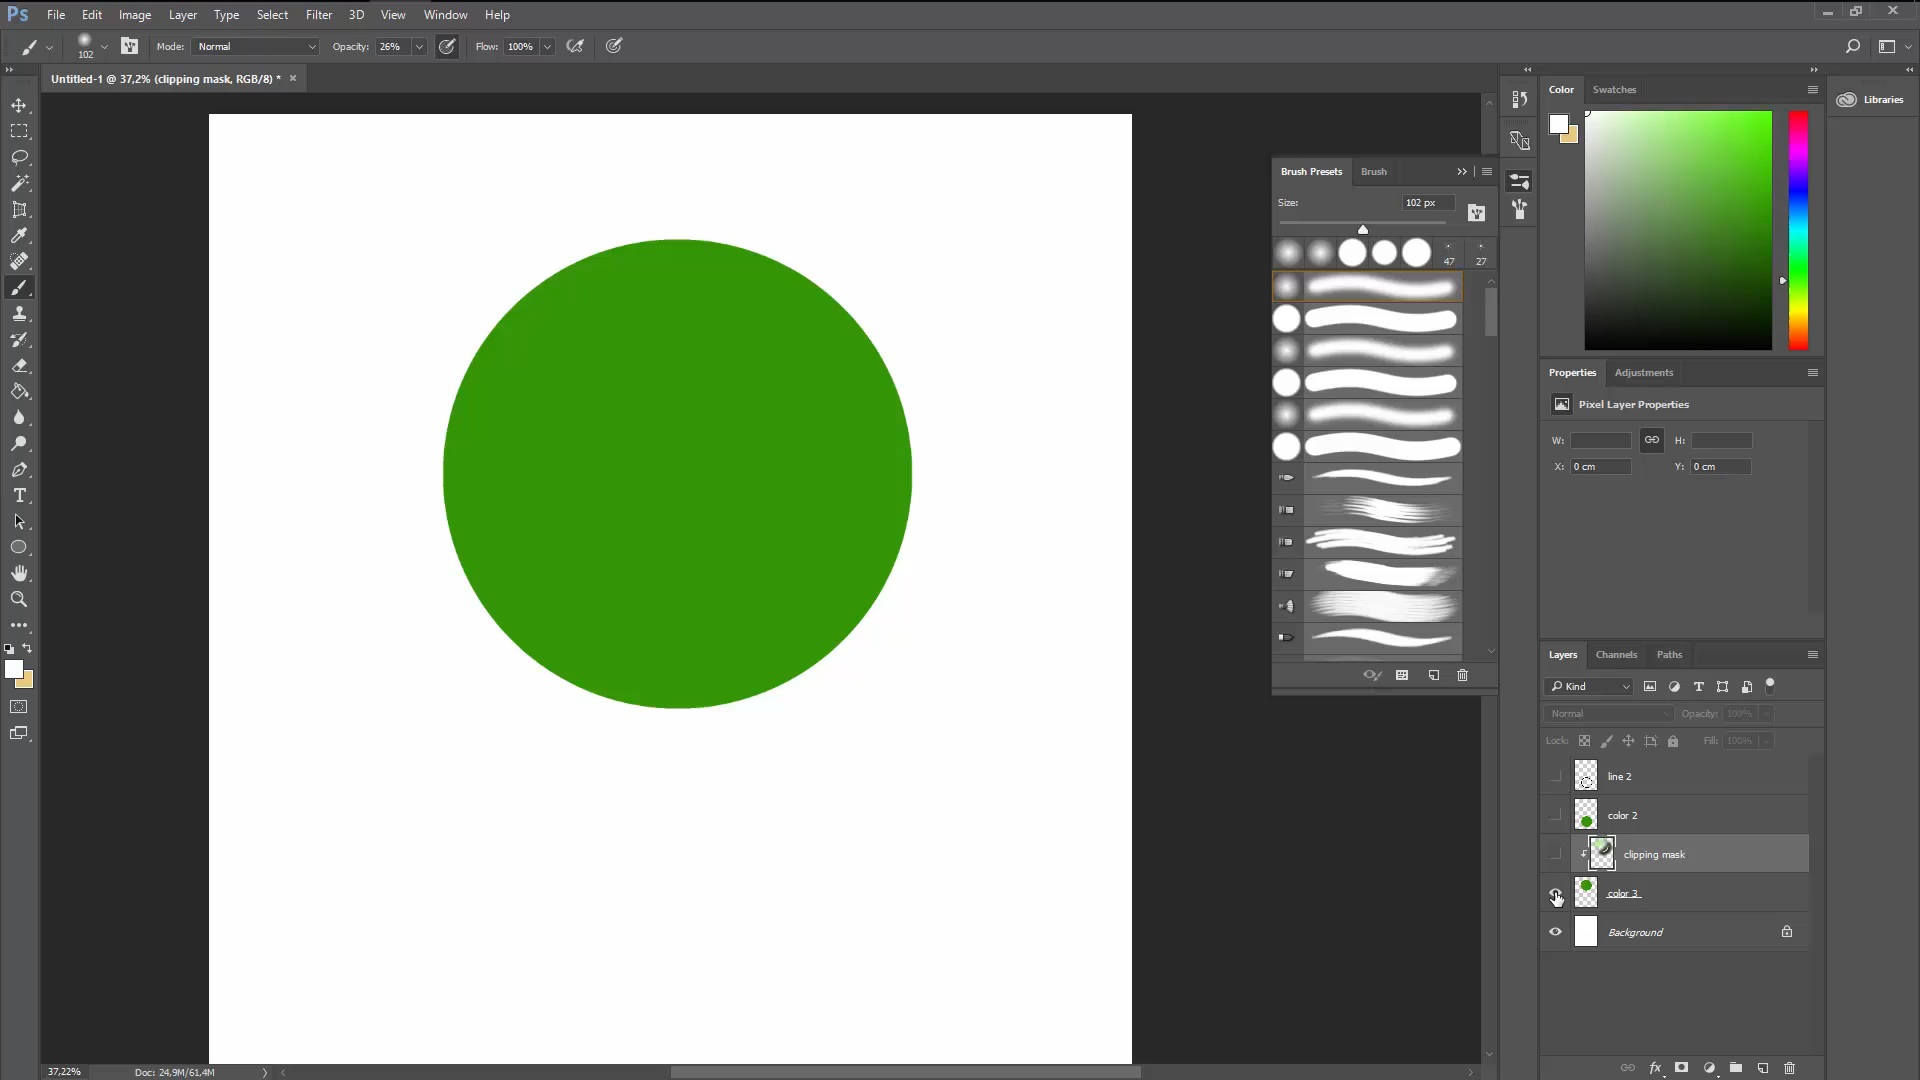 Ps File Edit Image Layer Type Select Filter 3D View Window Help
102 Mode: Normal Opacity: 26% Flow: 100%
Untitled-1 @ 37,2% (clipping mask, RGB/8) *
Color Swatches
Libraries
Brush Presets Brush
Size: 102 px
47 27
Properties Adjustments
Pixel Layer Properties
W: H:
X: 0 cm Y: 0 cm
Layers Channels Paths
Kind
Normal Opacity: 100%
Lock: Fill: 100%
line 2
color 2
clipping mask
color 3
Background
37,22% Doc: 24,9M/61,4M